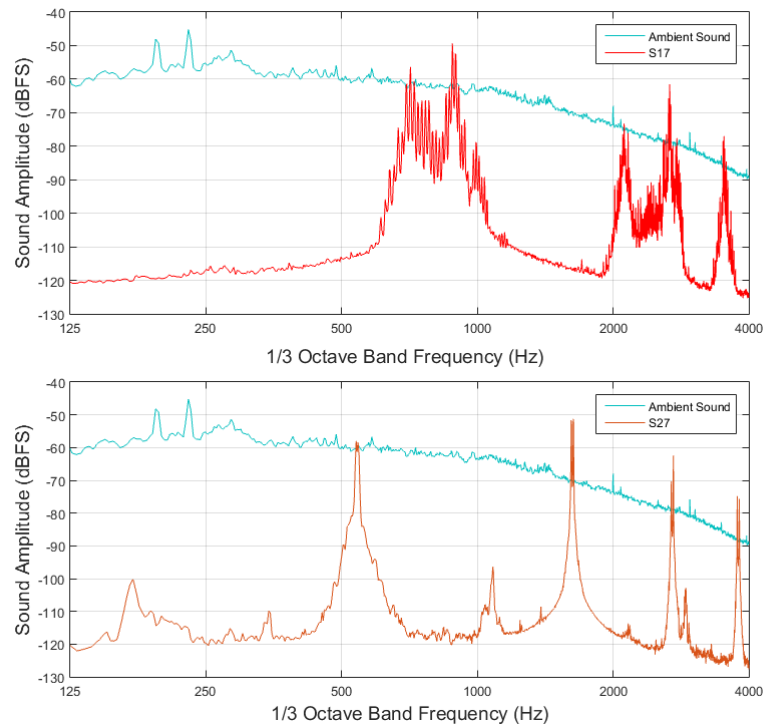 -40
-50
-60
-70
-80
-90
-100
-110
-120
-130
Sound Amplitude (dBFS)
Ambient Sound
S17
125 250 500 1000 2000 4000
1/3 Octave Band Frequency (Hz)
-40
-50
-60
-70
-80
-90
-100
-110
-120
-130
Sound Amplitude (dBFS)
Ambient Sound
S27
125 250 500 1000 2000 4000
1/3 Octave Band Frequency (Hz)